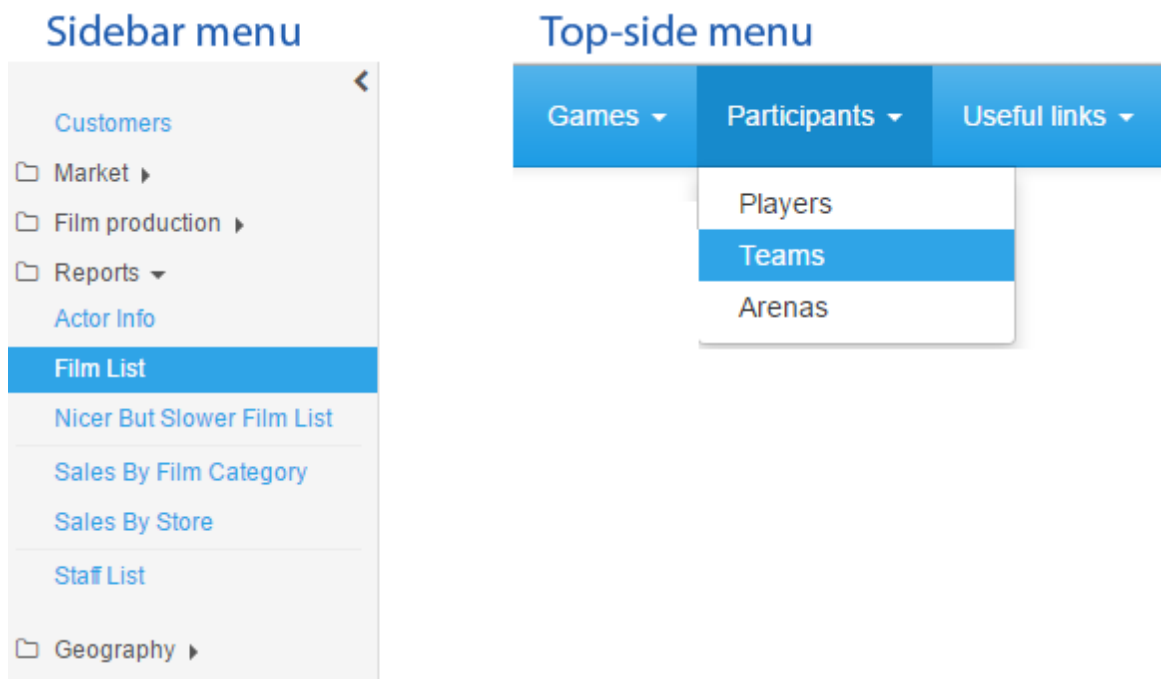 Sidebar menu
Customers
Market
Film production
Reports
Actor Info
Film List
Nicer But Slower Film List
Sales By Film Category
Sales By Store
Staff List
Geography
Top-side menu
Games Participants Useful links
Players
Teams
Arenas